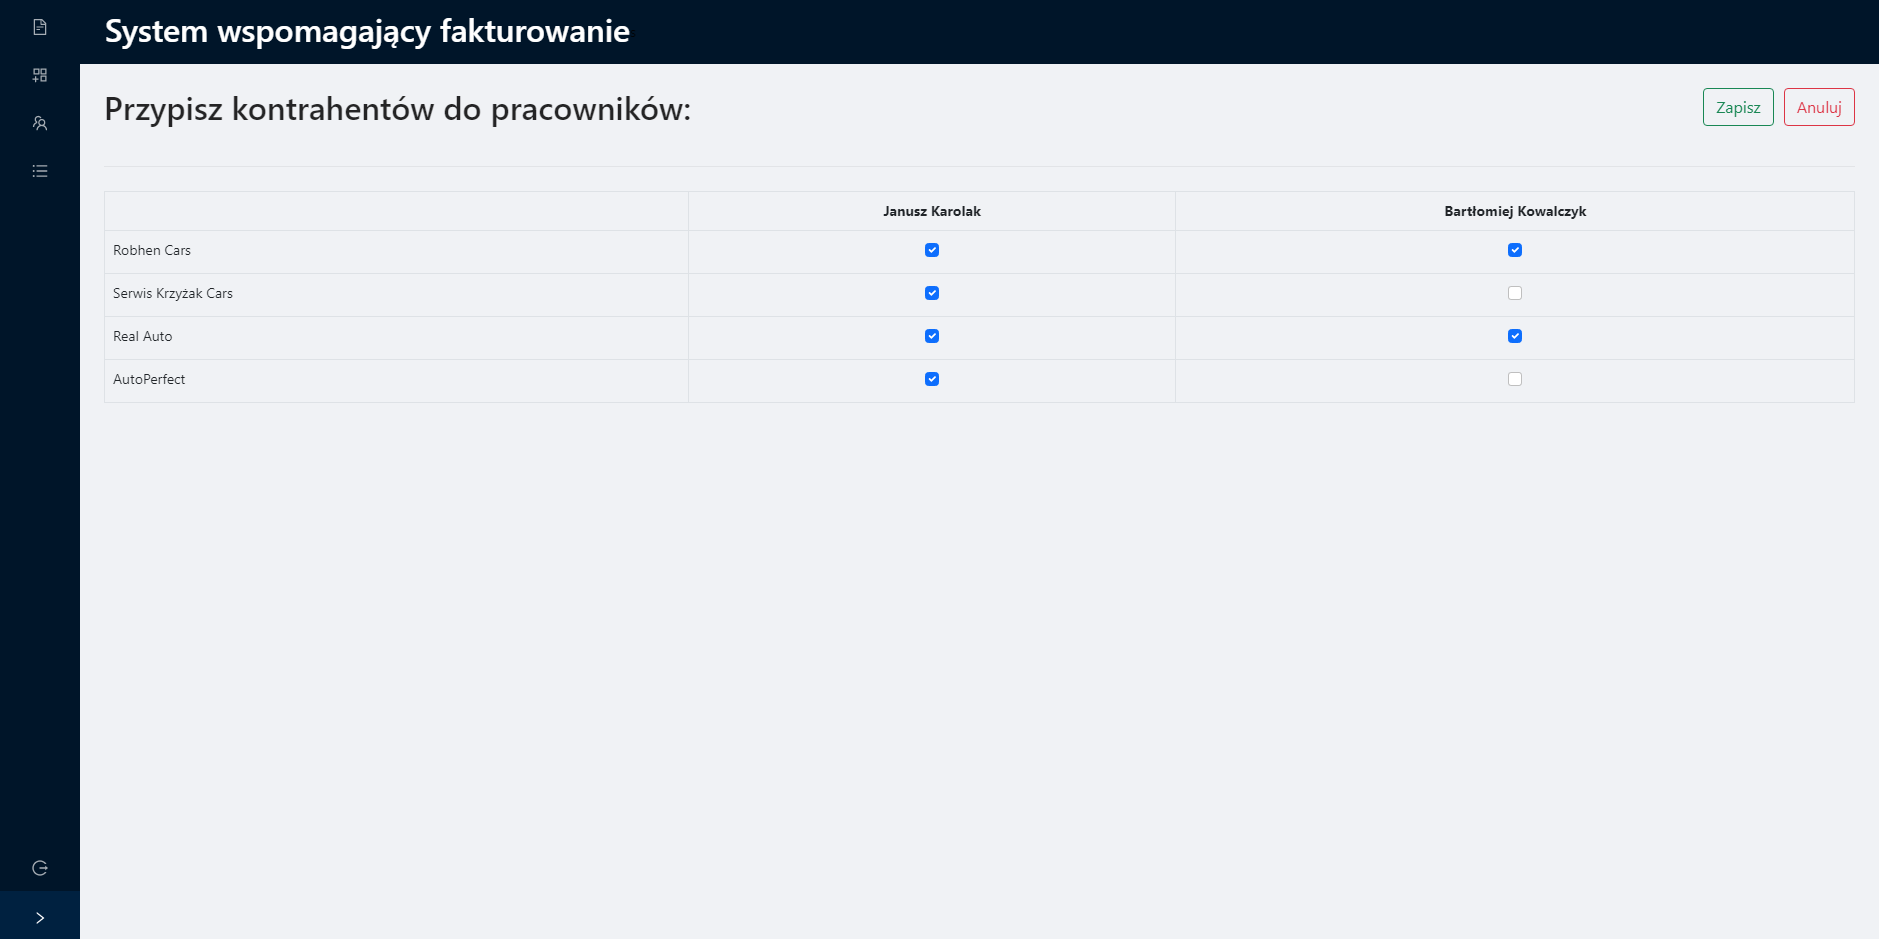 System wspomagający fakturowanie
Przypisz kontrahentów do pracowników:
Zapisz
Anuluj
Janusz Karolak
Bartłomiej Kowalczyk
Robhen Cars
Serwis Krzyżak Cars
Real Auto
AutoPerfect